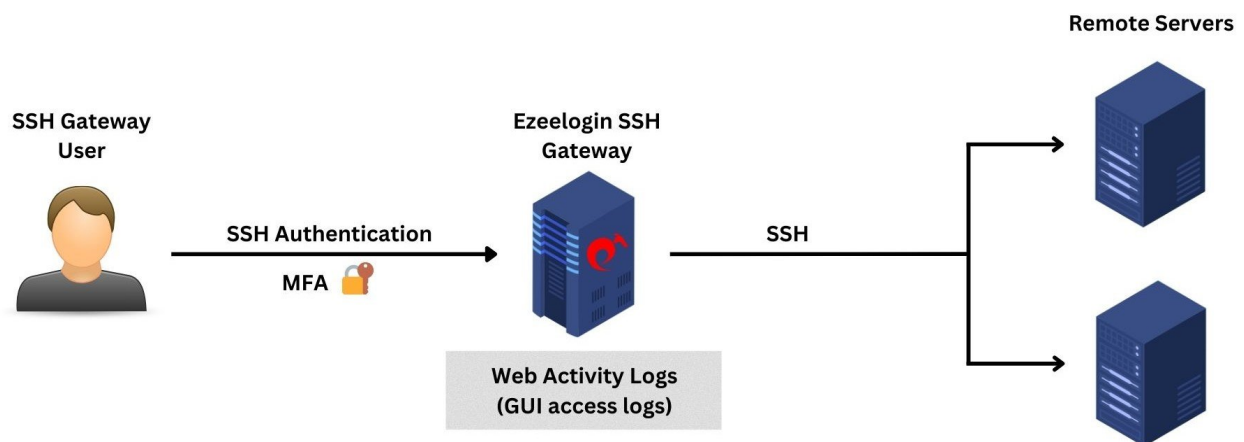 SSH Gateway
User
SSH Authentication
MFA
Ezeelogin SSH
Gateway
Web Activity Logs
(GUI access logs)
SSH
Remote Servers